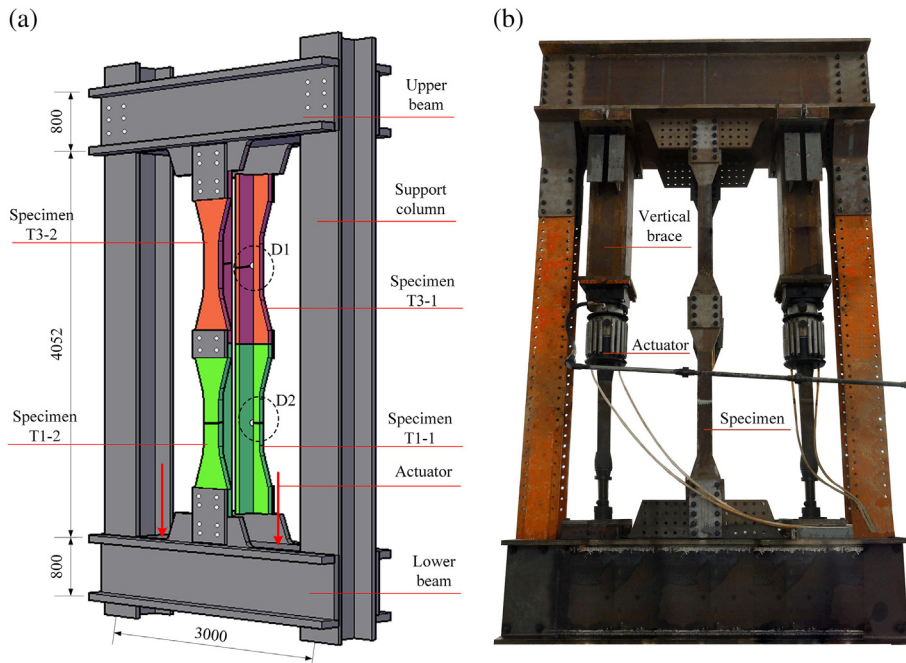 (a)
(b)
Upper
beam
800
Support
column
Specimen
T3-2
D1
Specimen
T3-1
4052
Actuator
Vertical
brace
D2
Specimen
T1-2
Specimen
T1-1
Specimen
Actuator
800
Lower
beam
3000